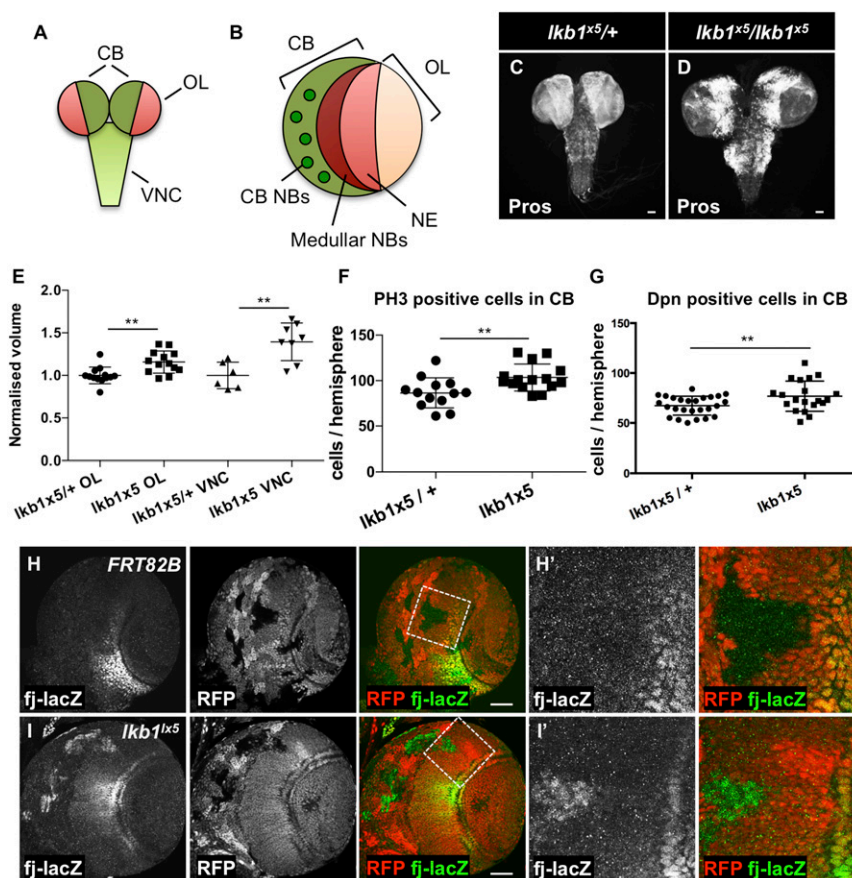 A
CB
OL
VNC
B
CB
OL
CB NBs
NE
Medullar NBs
lkb1x5/+
lkb1x5/lkb1x5
C
Pros
D
Pros
E
Normalised volume
2.0
1.5
1.0
0.5
0.0
**
**
lkb1x5/+ OL
lkb1x5 OL
lkb1x5/+ VNC
lkb1x5 VNC
F
PH3 positive cells in CB
cells / hemisphere
150
100
50
0
**
lkb1x5 / +
lkb1x5
G
Dpn positive cells in CB
cells / hemisphere
150
100
50
0
**
lkb1x5 / +
lkb1x5
H
FRT82B
fj-lacZ
RFP
RFP fj-lacZ
H'
fj-lacZ
RFP fj-lacZ
I
lkb1lx5
fj-lacZ
RFP
RFP fj-lacZ
I'
fj-lacZ
RFP fj-lacZ